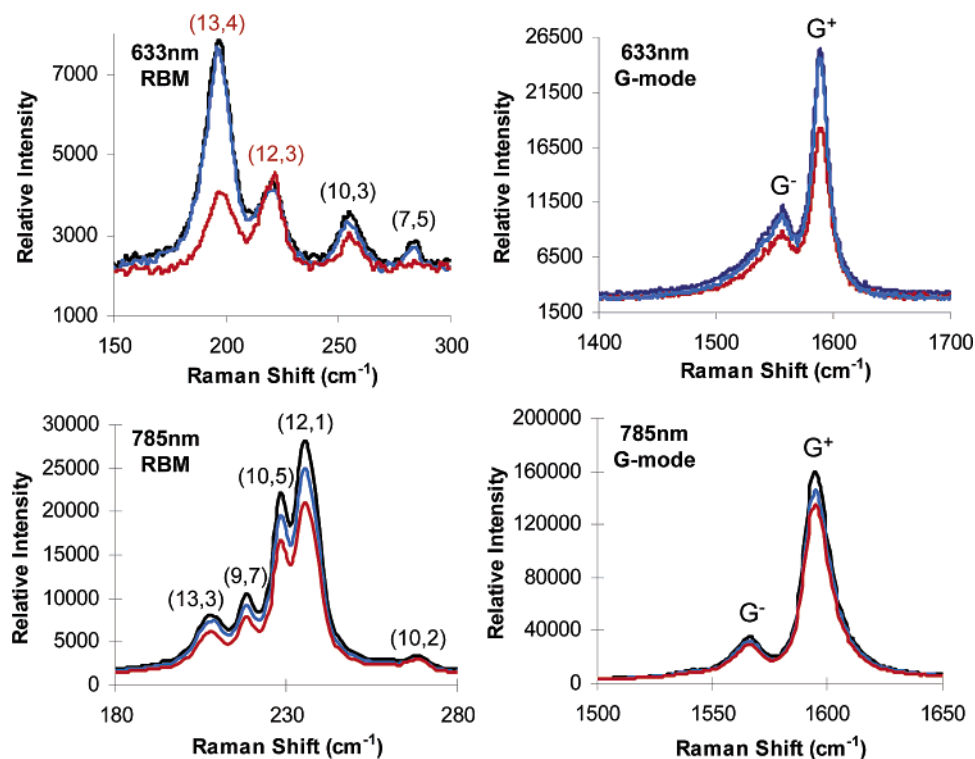 (13,4)
633nm
RBM
(12,3)
(10,3)
(7,5)
Relative Intensity
7000
5000
3000
1000
150
200
250
300
Raman Shift (cm⁻¹)
G⁺
633nm
G-mode
G⁻
Relative Intensity
26500
21500
16500
11500
6500
1500
1400
1500
1600
1700
Raman Shift (cm⁻¹)
785nm
RBM
(12,1)
(10,5)
(9,7)
(13,3)
(10,2)
Relative Intensity
30000
25000
20000
15000
10000
5000
0
180
230
280
Raman Shift (cm⁻¹)
785nm
G-mode
G⁺
G⁻
Relative Intensity
200000
160000
120000
80000
40000
0
1500
1550
1600
1650
Raman Shift (cm⁻¹)